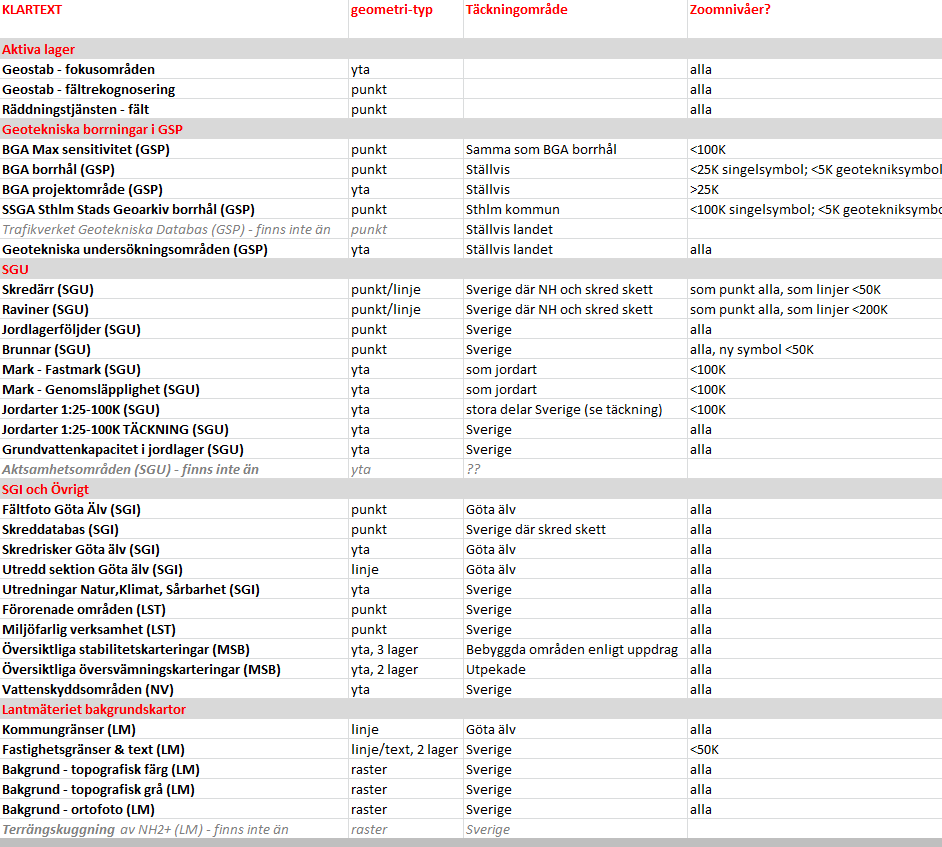 KLARTEXT geometri-typ Täckningområde Zoomnivåer?
Aktiva lager
Geostab - fokusområden yta alla
Geostab - fältrekognosering punkt alla
Räddningstjänsten - fält punkt alla
Geotekniska borrningar i GSP
BGA Max sensitivitet (GSP) punkt Samma som BGA borrhål <100K
BGA borrhål (GSP) punkt Ställvis <25K singelsymbol; <5K geotekniksymbol
BGA projektområde (GSP) yta Ställvis >25K
SSGA Sthlm Stads Geoarkiv borrhål (GSP) punkt Sthlm kommun <100K singelsymbol; <5K geotekniksymbo
Trafikverket Geotekniska Databas (GSP) - finns inte än punkt Ställvis landet
Geotekniska undersökningsområden (GSP) yta Ställvis landet alla
SGU
Skredärr (SGU) punkt/linje Sverige där NH och skred skett som punkt alla, som linjer <50K
Raviner (SGU) punkt/linje Sverige där NH och skred skett som punkt alla, som linjer <200K
Jordlagerföljder (SGU) punkt Sverige alla
Brunnar (SGU) punkt Sverige alla, ny symbol <50K
Mark - Fastmark (SGU) yta som jordart <100K
Mark - Genomsläpplighet (SGU) yta som jordart <100K
Jordarter 1:25-100K (SGU) yta stora delar Sverige (se täckning) <100K
Jordarter 1:25-100K TÄCKNING (SGU) yta Sverige alla
Grundvattenkapacitet i jordlager (SGU) yta Sverige alla
Aktsamhetsområden (SGU) - finns inte än yta ??
SGI och Övrigt
Fältfoto Göta Älv (SGI) punkt Göta älv alla
Skreddatabas (SGI) punkt Sverige där skred skett alla
Skredrisker Göta älv (SGI) yta Göta älv alla
Utredd sektion Göta älv (SGI) linje Göta älv alla
Utredningar Natur,Klimat, Sårbarhet (SGI) yta Sverige alla
Förorenade områden (LST) punkt Sverige alla
Miljöfarlig verksamhet (LST) punkt Sverige alla
Översiktliga stabilitetskarteringar (MSB) yta, 3 lager Bebyggda områden enligt uppdrag alla
Översiktliga översvämningskarteringar (MSB) yta, 2 lager Utpekade alla
Vattenskyddsområden (NV) yta Sverige alla
Lantmäteriet bakgrundskartor
Kommungränser (LM) linje Göta älv alla
Fastighetsgränser & text (LM) linje/text, 2 lager Sverige <50K
Bakgrund - topografisk färg (LM) raster Sverige alla
Bakgrund - topografisk grå (LM) raster Sverige alla
Bakgrund - ortofoto (LM) raster Sverige alla
Terrängskuggning av NH2+ (LM) - finns inte än raster Sverige